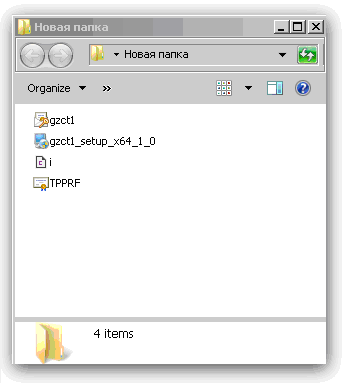 Новая папка
Новая папка
Organize »
gzct1
gzct1_setup_x64_1_0
i
TPPRF
4 items